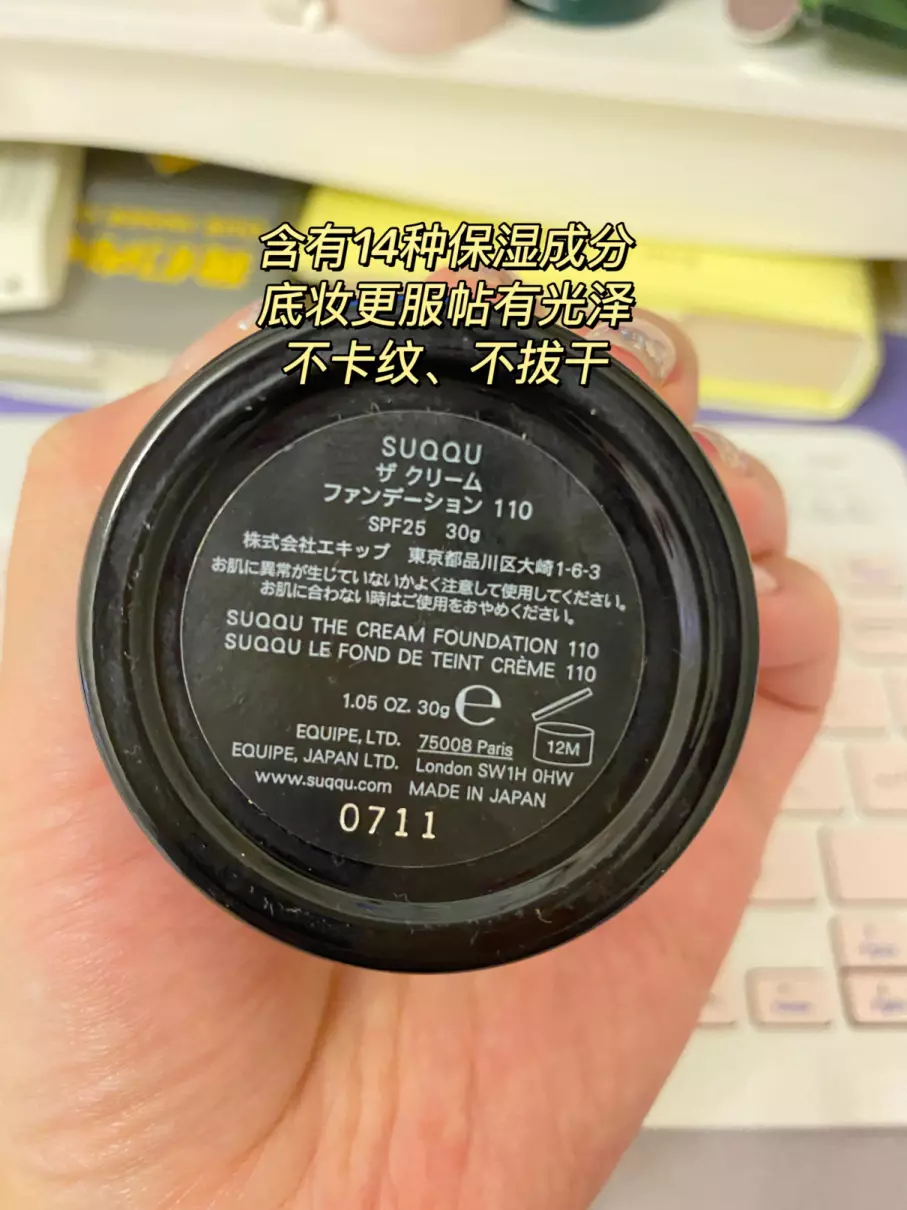 含有14种保湿成分
底妆更服帖有光泽
不卡纹、不拔干
SUQQU
ザ クリーム
ファンデーション 110
SPF25 30g
株式会社エキップ 東京都品川区大崎1-6-3
お肌に異常が生じていないかよく注意して使用してください。
お肌に合わない時はご使用をおやめください。
SUQQU THE CREAM FOUNDATION 110
SUQQU LE FOND DE TEINT CRÈME 110
1.05 OZ. 30g e
12M
EQUIPE, LTD. 75008 Paris
EQUIPE, JAPAN LTD. London SW1H 0HW
www.suqqu.com MADE IN JAPAN
0711